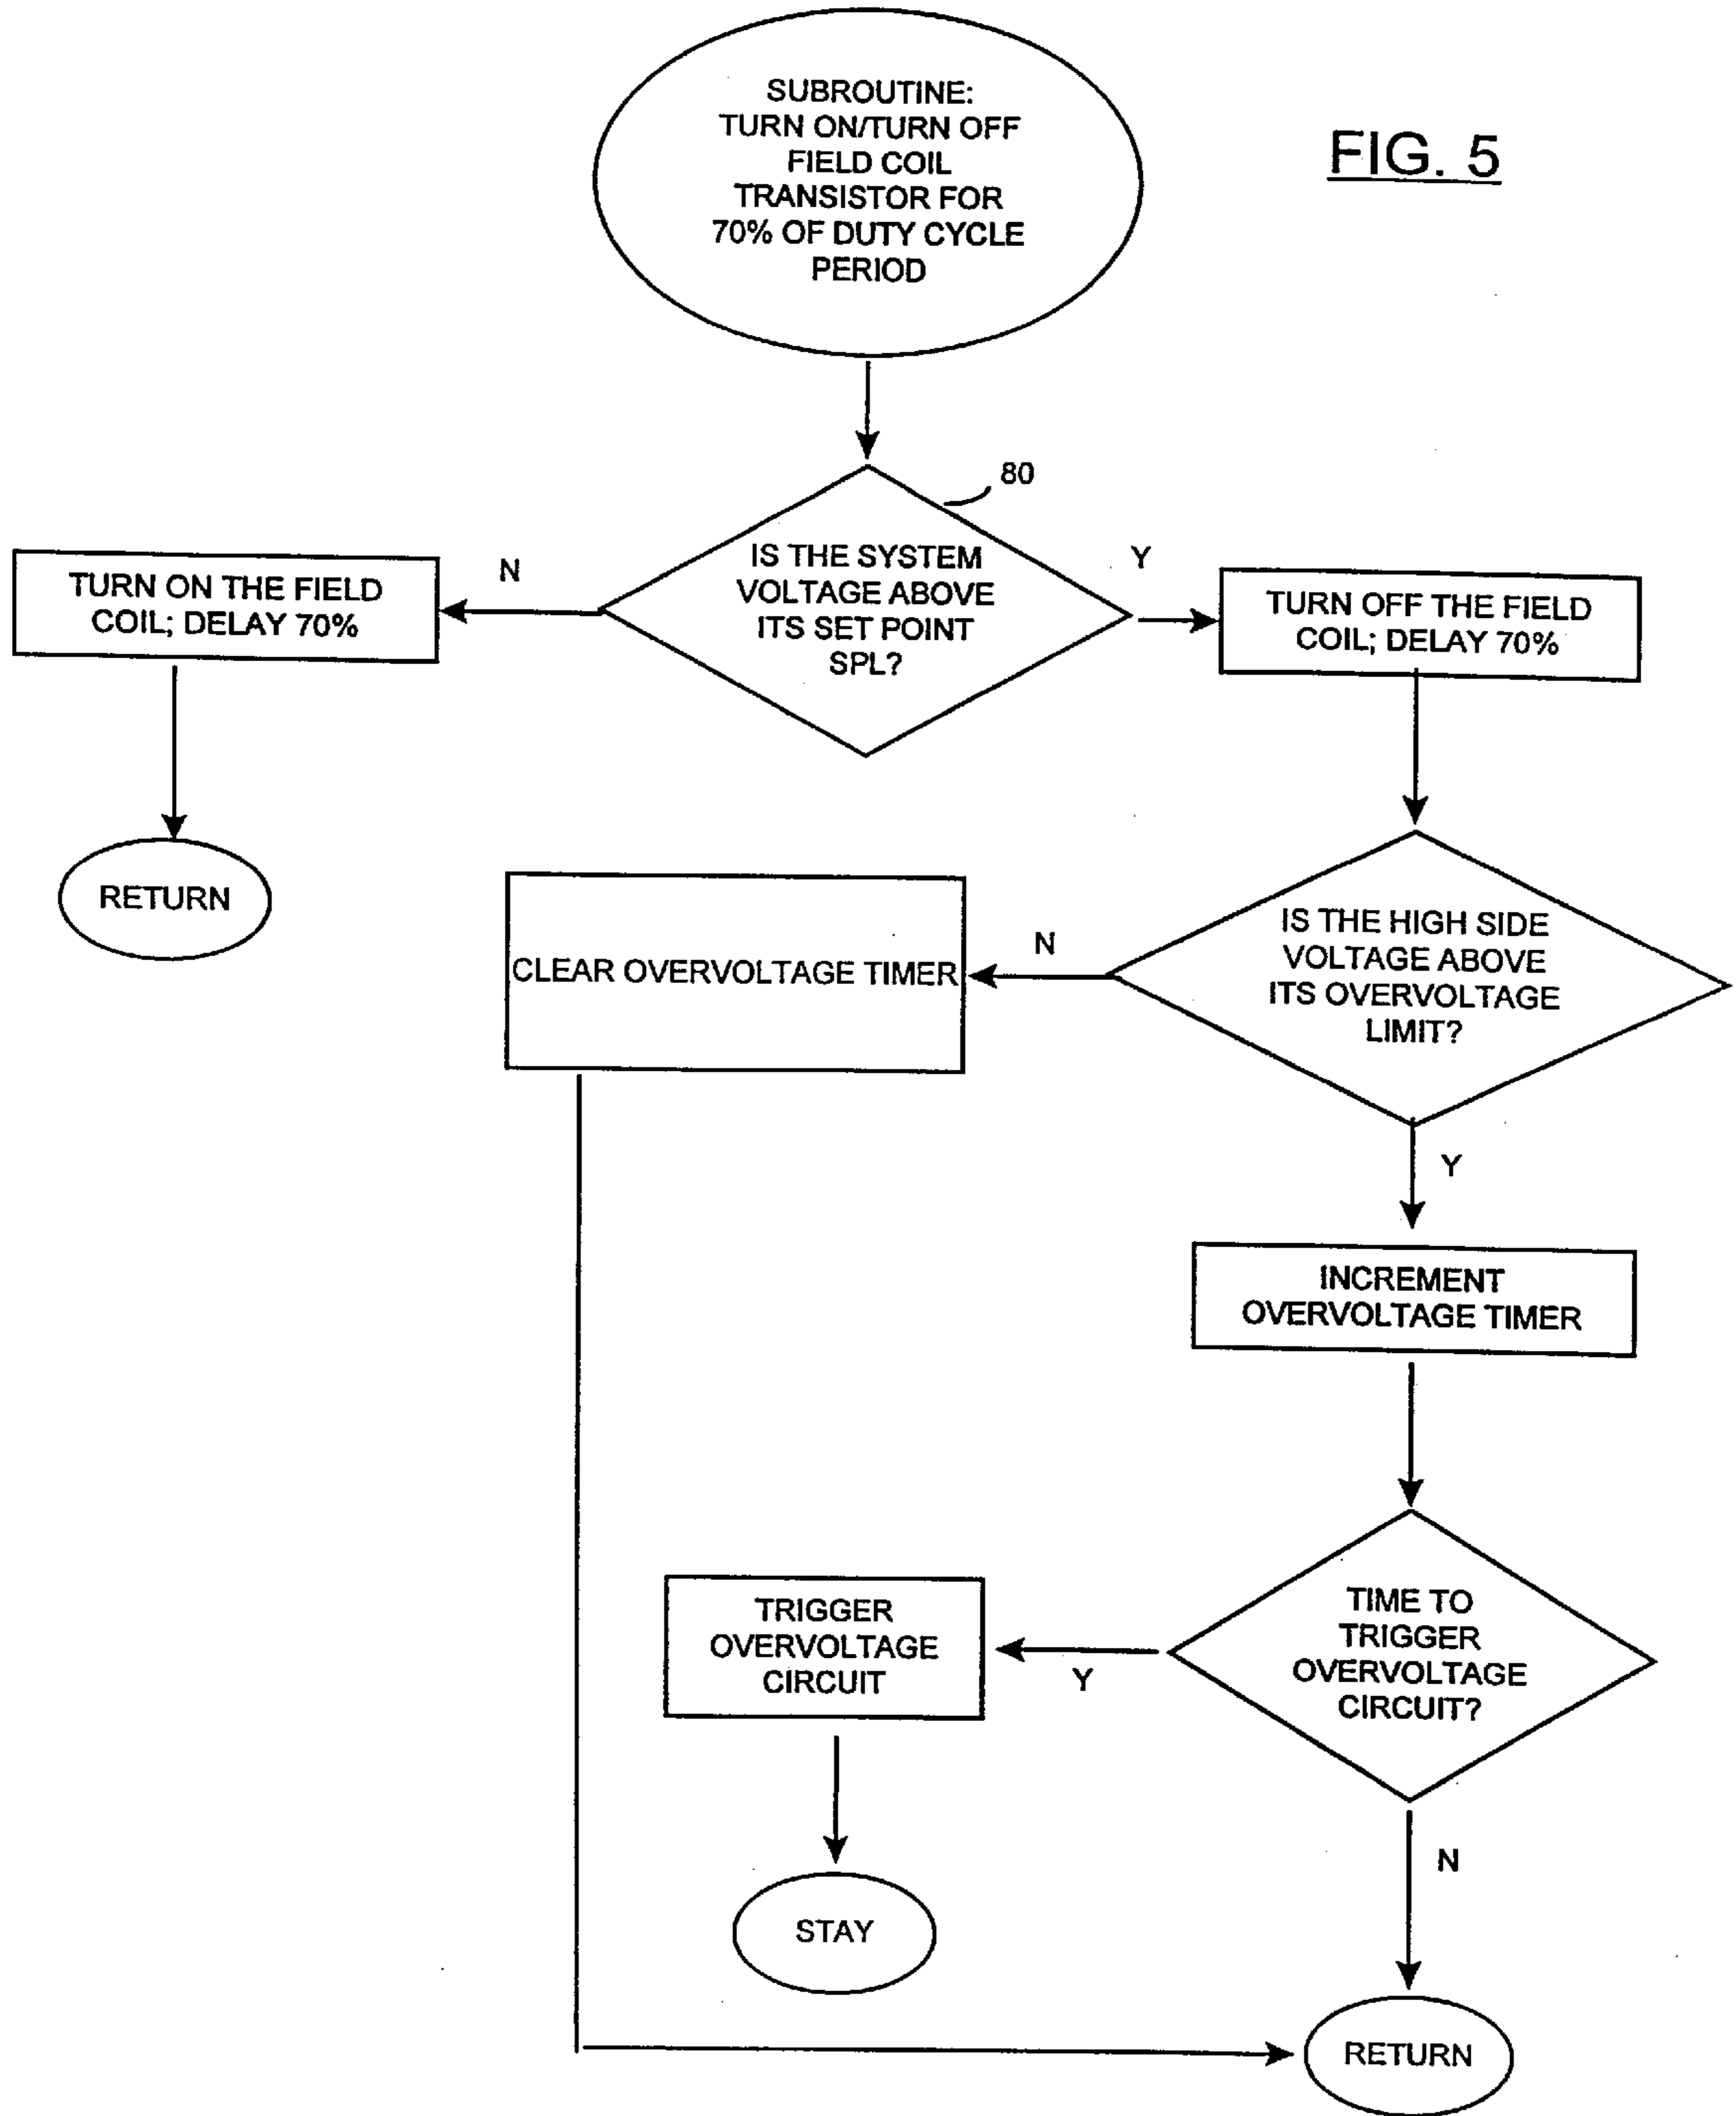 SUBROUTINE:
TURN ON/TURN OFF
FIELD COIL
TRANSISTOR FOR
70% OF DUTY CYCLE
PERIOD
FIG. 5
80
IS THE SYSTEM
VOLTAGE ABOVE
ITS SET POINT
SPL?
N
Y
TURN ON THE FIELD
COIL; DELAY 70%
TURN OFF THE FIELD
COIL; DELAY 70%
RETURN
IS THE HIGH SIDE
VOLTAGE ABOVE
ITS OVERVOLTAGE
LIMIT?
N
CLEAR OVERVOLTAGE TIMER
Y
INCREMENT
OVERVOLTAGE TIMER
TIME TO
TRIGGER
OVERVOLTAGE
CIRCUIT?
Y
TRIGGER
OVERVOLTAGE
CIRCUIT
N
STAY
RETURN